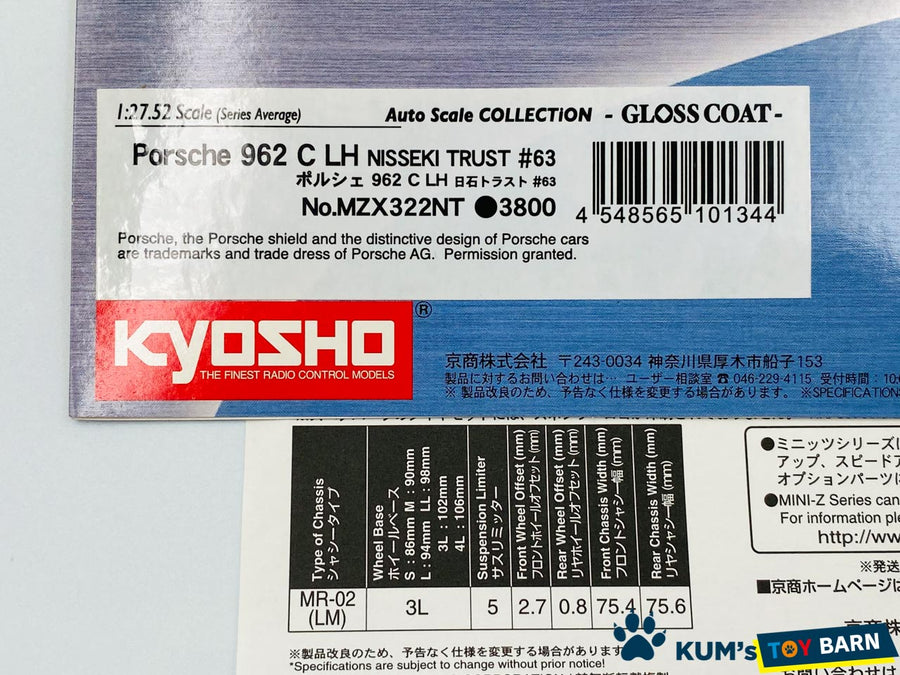 1:27.52 Scale (Series Average) Auto Scale COLLECTION - GLOSS COAT -
Porsche 962 C LH NISSEKI TRUST #63
ポルシェ 962 C LH 日石トラスト #63
No.MZX322NT ●3800
4 548565 101344
Porsche, the Porsche shield and the distinctive design of Porsche cars
are trademarks and trade dress of Porsche AG. Permission granted.
KYOSHO ®
THE FINEST RADIO CONTROL MODELS
京商株式会社 〒243-0034 神奈川県厚木市船子153
製品に対するお問い合わせは… ユーザー相談室 ☎ 046-229-4115 受付時間：10:
※ 製品改良のため、予告なく仕様を変更する場合があります。 ※SPECIFICATIONS
Type of Chassis
シャシータイプ
Wheel Base
ホイールベース
S : 86mm M : 90mm
L : 94mm LL : 98mm
3L : 102mm
4L : 106mm
Suspension Limiter
サスリミッター
Front Wheel Offset (mm)
フロントホイールオフセット(mm)
Rear Wheel Offset (mm)
リヤホイールオフセット(mm)
Front Chassis Width (mm)
フロントシャシー幅 (mm)
Rear Chassis Width (mm)
リヤシャシー幅 (mm)
MR-02 (LM) 3L 5 2.7 0.8 75.4 75.6
※製品改良のため、予告なく仕様を変更する場合があります
*Specifications are subject to change without prior notice!
●ミニッツシリーズに
アップ、スピードア
オプションパーツに
●MINI-Z Series can
For information ple
http://ww
※発送
■京商ホームページは
KUM's TOY BARN